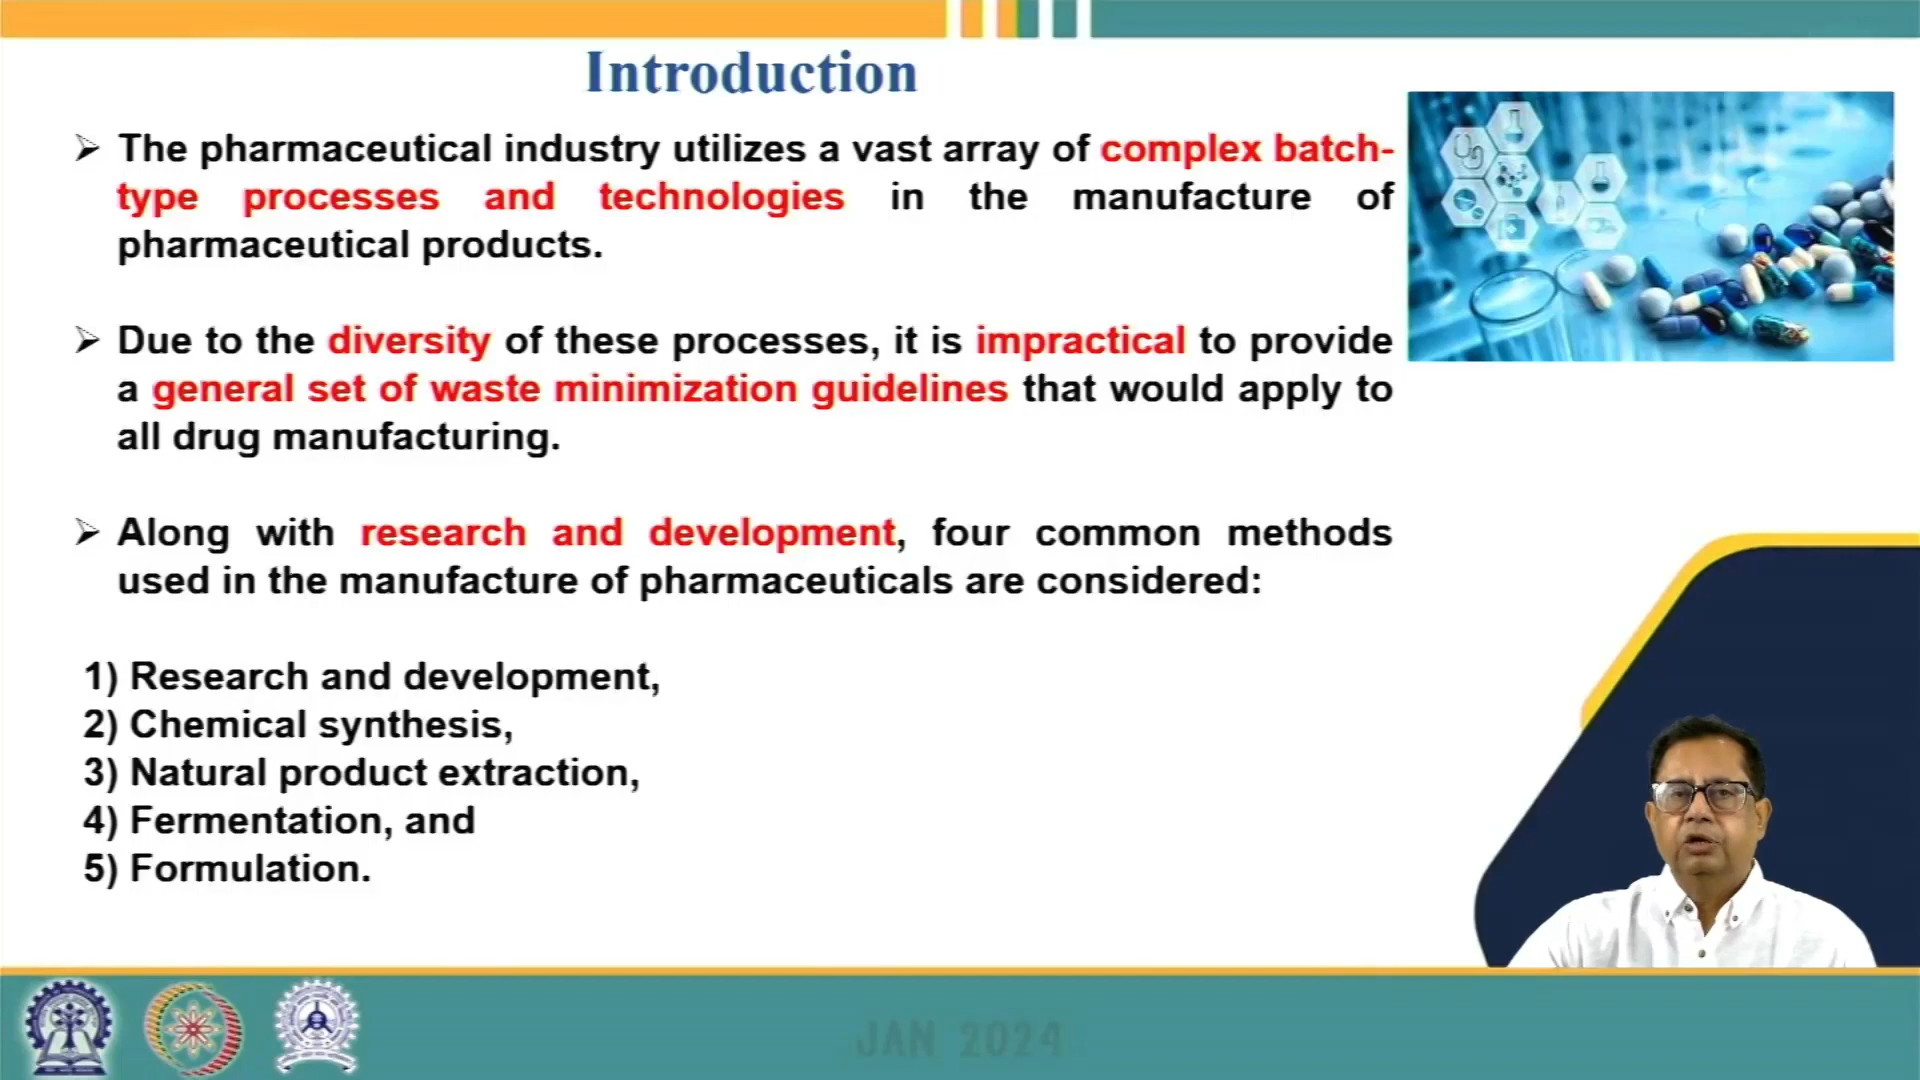 Introduction
➢ The pharmaceutical industry utilizes a vast array of complex batch-
type processes and technologies in the manufacture of
pharmaceutical products.
➢ Due to the diversity of these processes, it is impractical to provide
a general set of waste minimization guidelines that would apply to
all drug manufacturing.
➢ Along with research and development, four common methods
used in the manufacture of pharmaceuticals are considered:
1) Research and development,
2) Chemical synthesis,
3) Natural product extraction,
4) Fermentation, and
5) Formulation.
JAN 2024